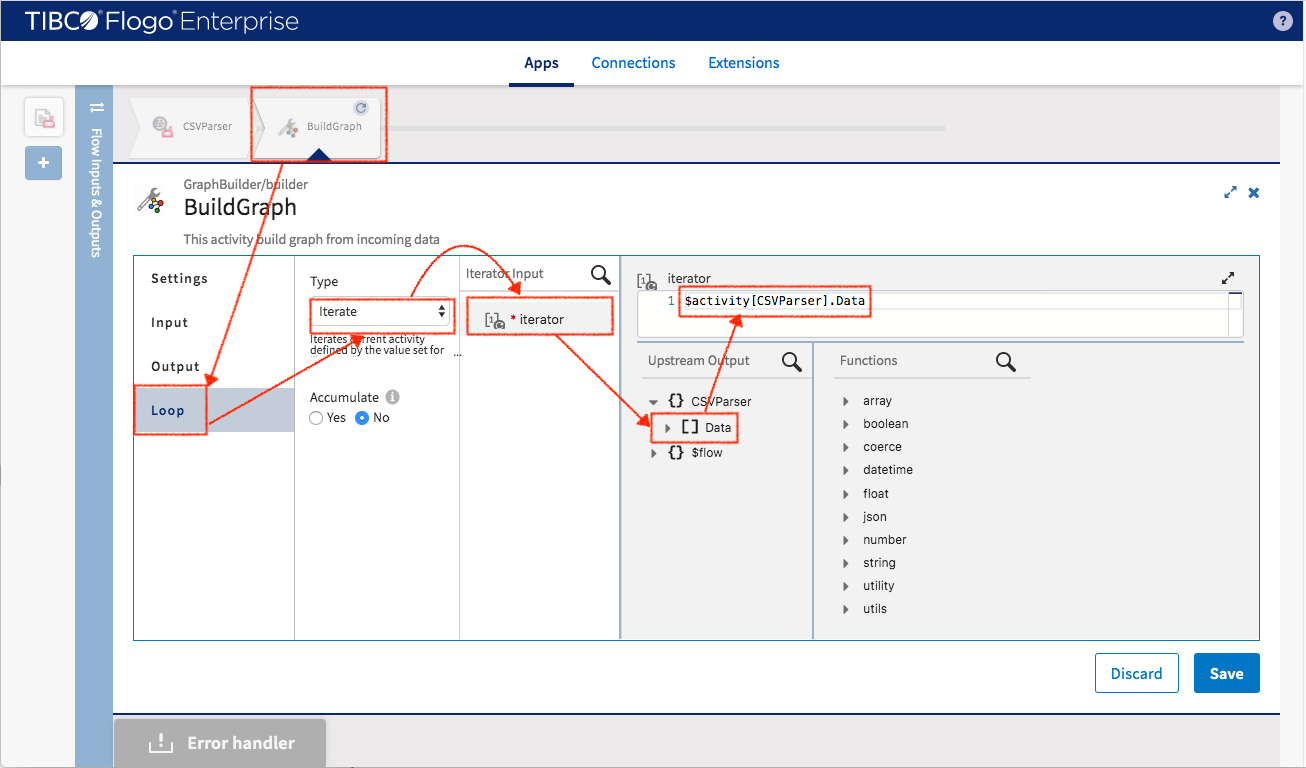 TIBCO® Flogo® Enterprise
?
Apps
Connections
Extensions
Flow Inputs & Outputs
CSVParser
BuildGraph
GraphBuilder/builder
BuildGraph
This activity build graph from incoming data
Settings
Input
Output
Loop
Type
Iterate
Iterates current activity
defined by the value set for ...
Accumulate i
Yes
No
Iterator Input
* iterator
iterator
1 $activity[CSVParser].Data
Upstream Output
CSVParser
Data
$flow
Functions
array
boolean
coerce
datetime
float
json
number
string
utility
utils
Discard
Save
Error handler